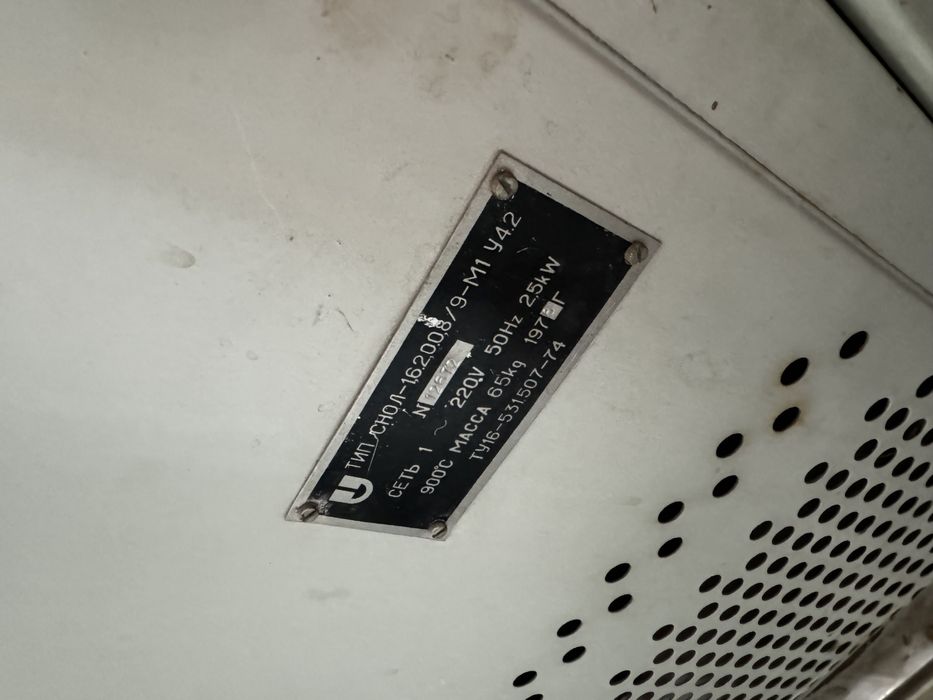 ТИП СНОЛ-1.6.2.0.0.8/9-М1 У4.2
N 12672
СЕТЬ 1 ~ 220V 50Hz 2.5kW
900°C МАССА 65kg 197 Г
ТУ16-531.507-74